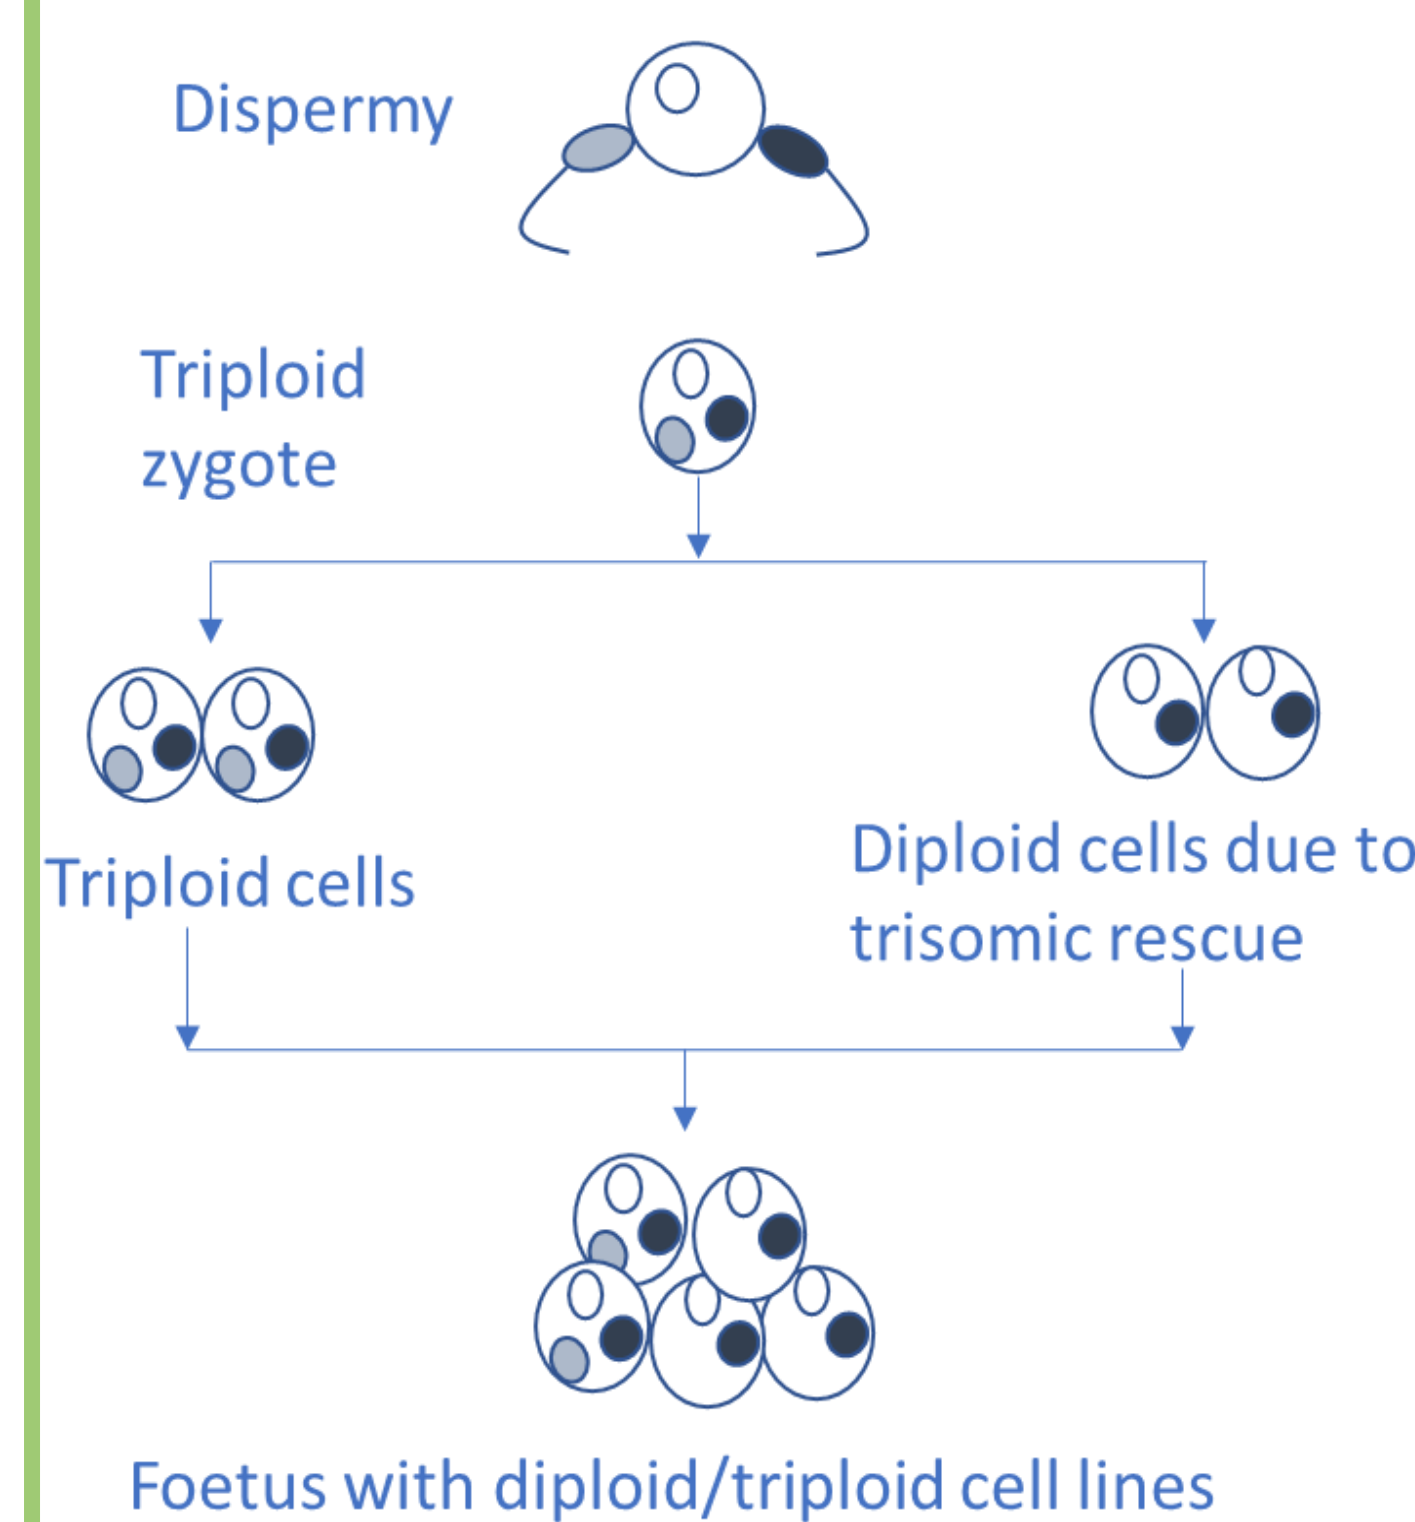 Dispermy
Triploid
zygote
Triploid cells
Diploid cells due to
trisomic rescue
Foetus with diploid/triploid cell lines